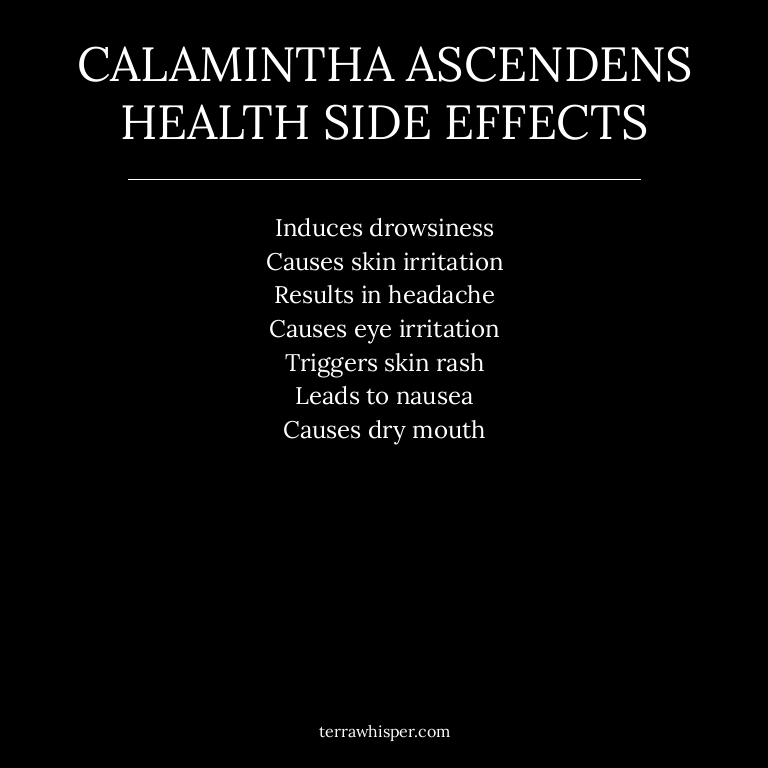 CALAMINTHA ASCENDENS
HEALTH SIDE EFFECTS
Induces drowsiness
Causes skin irritation
Results in headache
Causes eye irritation
Triggers skin rash
Leads to nausea
Causes dry mouth
terrawhisper.com